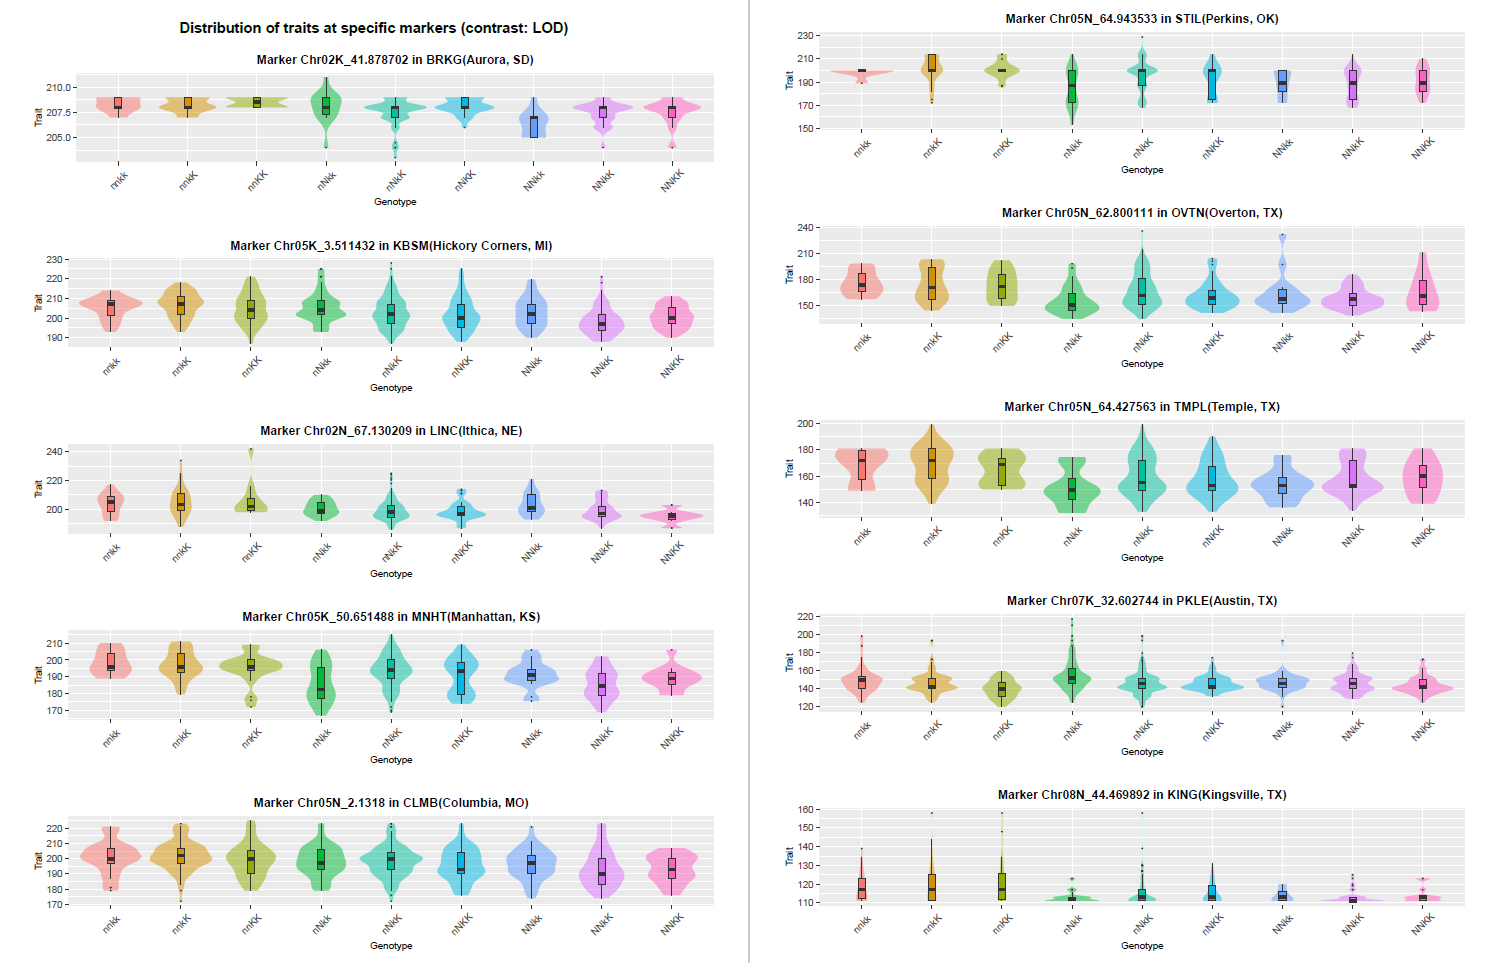 Distribution of traits at specific markers (contrast: LOD)
Marker Chr02K_41.878702 in BRKG(Aurora, SD)
Trait
210.0
207.5
205.0
nnkk nnkK nnKK nNkk nNkK nNKK NNkk NNkK NNKK
Genotype
Marker Chr05K_3.511432 in KBSM(Hickory Corners, MI)
Trait
230
220
210
200
190
nnkk nnkK nnKK nNkk nNkK nNKK NNkk NNkK NNKK
Genotype
Marker Chr02N_67.130209 in LINC(Ithica, NE)
Trait
240
220
200
nnkk nnkK nnKK nNkk nNkK nNKK NNkk NNkK NNKK
Genotype
Marker Chr05K_50.651488 in MNHT(Manhattan, KS)
Trait
210
200
190
180
170
nnkk nnkK nnKK nNkk nNkK nNKK NNkk NNkK NNKK
Genotype
Marker Chr05N_2.1318 in CLMB(Columbia, MO)
Trait
220
210
200
190
180
170
nnkk nnkK nnKK nNkk nNkK nNKK NNkk NNkK NNKK
Genotype
Marker Chr05N_64.943533 in STIL(Perkins, OK)
Trait
230
210
190
170
150
nnkk nnkK nnKK nNkk nNkK nNKK NNkk NNkK NNKK
Genotype
Marker Chr05N_62.800111 in OVTN(Overton, TX)
Trait
240
210
180
150
nnkk nnkK nnKK nNkk nNkK nNKK NNkk NNkK NNKK
Genotype
Marker Chr05N_64.427563 in TMPL(Temple, TX)
Trait
200
180
160
140
nnkk nnkK nnKK nNkk nNkK nNKK NNkk NNkK NNKK
Genotype
Marker Chr07K_32.602744 in PKLE(Austin, TX)
Trait
220
200
180
160
140
120
nnkk nnkK nnKK nNkk nNkK nNKK NNkk NNkK NNKK
Genotype
Marker Chr08N_44.469892 in KING(Kingsville, TX)
Trait
160
150
140
130
120
110
nnkk nnkK nnKK nNkk nNkK nNKK NNkk NNkK NNKK
Genotype